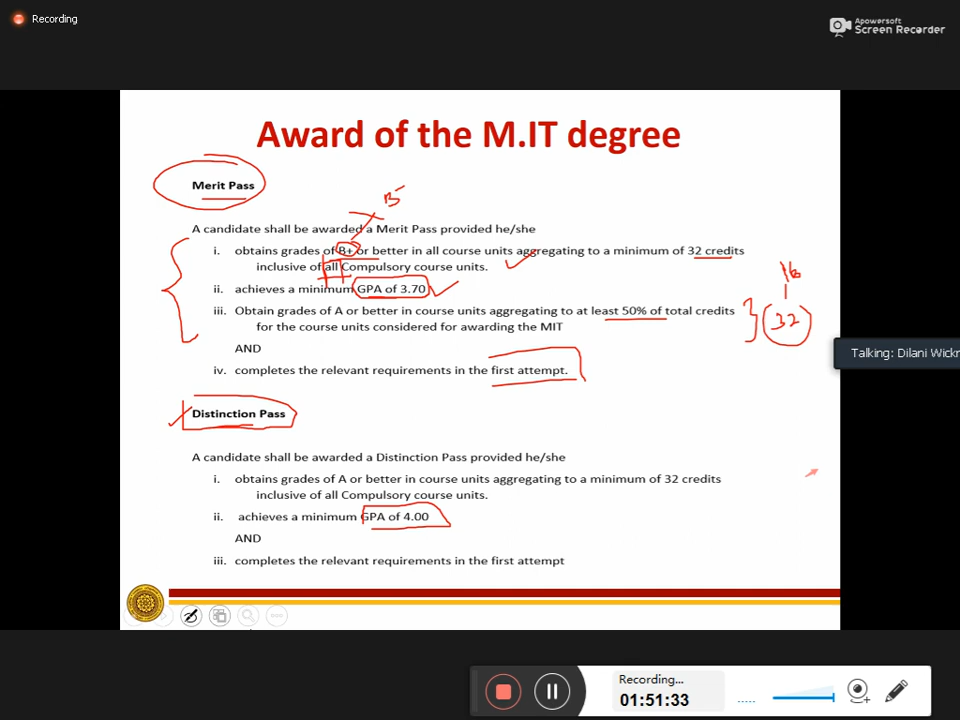 Recording
Apowersoft
Screen Recorder
Award of the M.IT degree
Merit Pass
B
A candidate shall be awarded a Merit Pass provided he/she
i. obtains grades of B+ or better in all course units aggregating to a minimum of 32 credits
inclusive of all Compulsory course units.
16
ii. achieves a minimum GPA of 3.70
iii. Obtain grades of A or better in course units aggregating to at least 50% of total credits
32
for the course units considered for awarding the MIT
AND
Talking: Dilani Wickr
iv. completes the relevant requirements in the first attempt.
Distinction Pass
A candidate shall be awarded a Distinction Pass provided he/she
i. obtains grades of A or better in course units aggregating to a minimum of 32 credits
inclusive of all Compulsory course units.
ii. achieves a minimum GPA of 4.00
AND
iii. completes the relevant requirements in the first attempt
Recording...
01:51:33